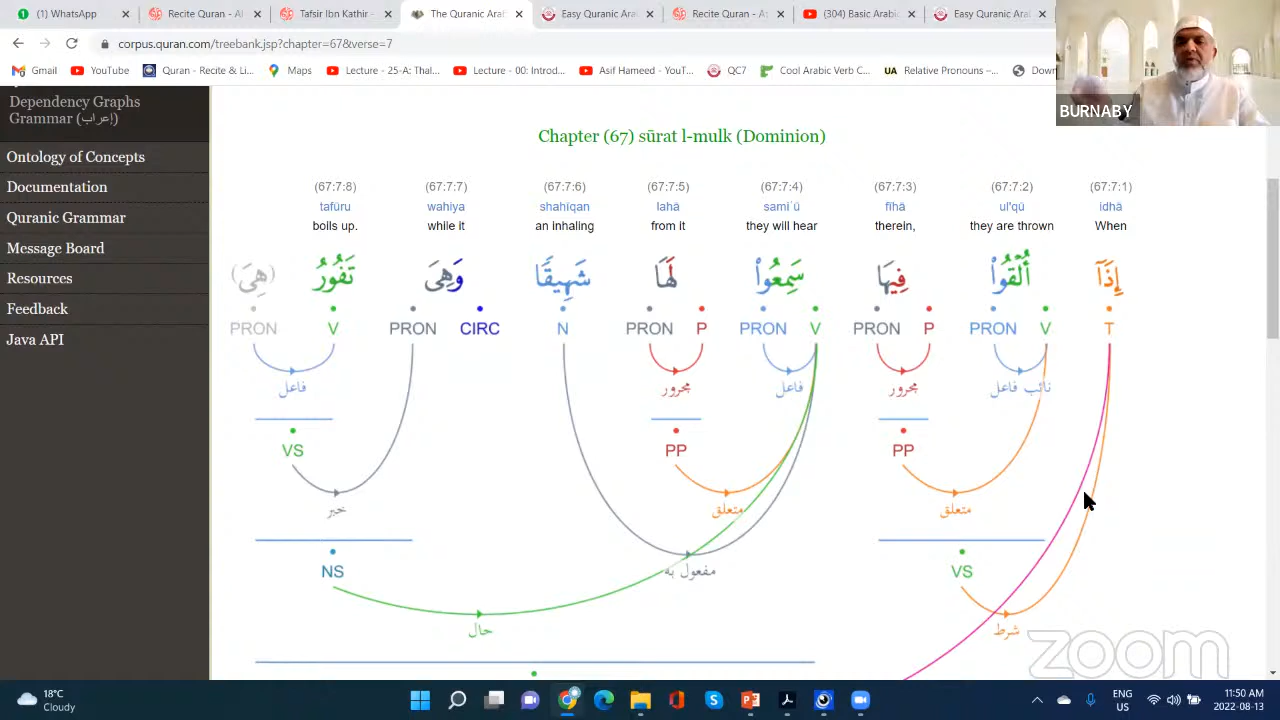 WhatsApp
Recite Quran - Al
Tafsir Ibn Kathir -
The Quranic Arab
Easy Quranic Arab
Recite Quran - A
(304) Basic Arabi
Easy Quranic Ara
corpus.quran.com/treebank.jsp?chapter=67&verse=7
Gmail
YouTube
Quran - Recite & Li...
Maps
Lecture - 25-A: Thal...
Lecture - 00: Introd...
Asif Hameed - YouT...
QC7
Cool Arabic Verb C...
UA
Relative Pronouns –...
Down
BURNABY
Dependency Graphs
Grammar (إعراب)
Ontology of Concepts
Documentation
Quranic Grammar
Message Board
Resources
Feedback
Java API
Chapter (67) sūrat l-mulk (Dominion)
(67:7:8) (67:7:7) (67:7:6) (67:7:5) (67:7:4) (67:7:3) (67:7:2) (67:7:1)
tafūru wahiya shahīqan lahā samiʿū fīhā ul'qū idhā
boils up. while it an inhaling from it they will hear therein, they are thrown When
إِذَآ أُلْقُوا۟ فِيهَا سَمِعُوا۟ لَهَا شَهِيقًا وَهِىَ تَفُورُ (هِىَ)
PRON V PRON CIRC N PRON P PRON V PRON P PRON V T
فاعل مجرور فاعل مجرور نائب فاعل
VS PP PP
خبر متعلق متعلق
NS مفعول به VS
حال شرط
zoom
18°C
Cloudy
ENG
US
11:50 AM
2022-08-13